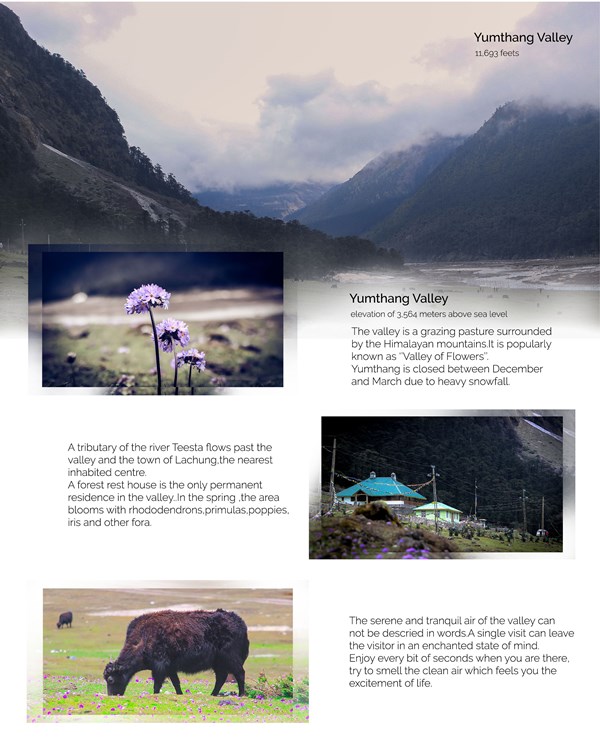 Yumthang Valley
11,693 feets
Yumthang Valley
elevation of 3,564 meters above sea level
The valley is a grazing pasture surrounded
by the Himalayan mountains.It is popularly
known as "Valley of Flowers".
Yumthang is closed between December
and March due to heavy snowfall.
A tributary of the river Teesta flows past the
valley and the town of Lachung,the nearest
inhabited centre.
A forest rest house is the only permanent
residence in the valley..In the spring ,the area
blooms with rhododendrons,primulas,poppies,
iris and other fora.
The serene and tranquil air of the valley can
not be descried in words.A single visit can leave
the visitor in an enchanted state of mind.
Enjoy every bit of seconds when you are there,
try to smell the clean air which feels you the
excitement of life.